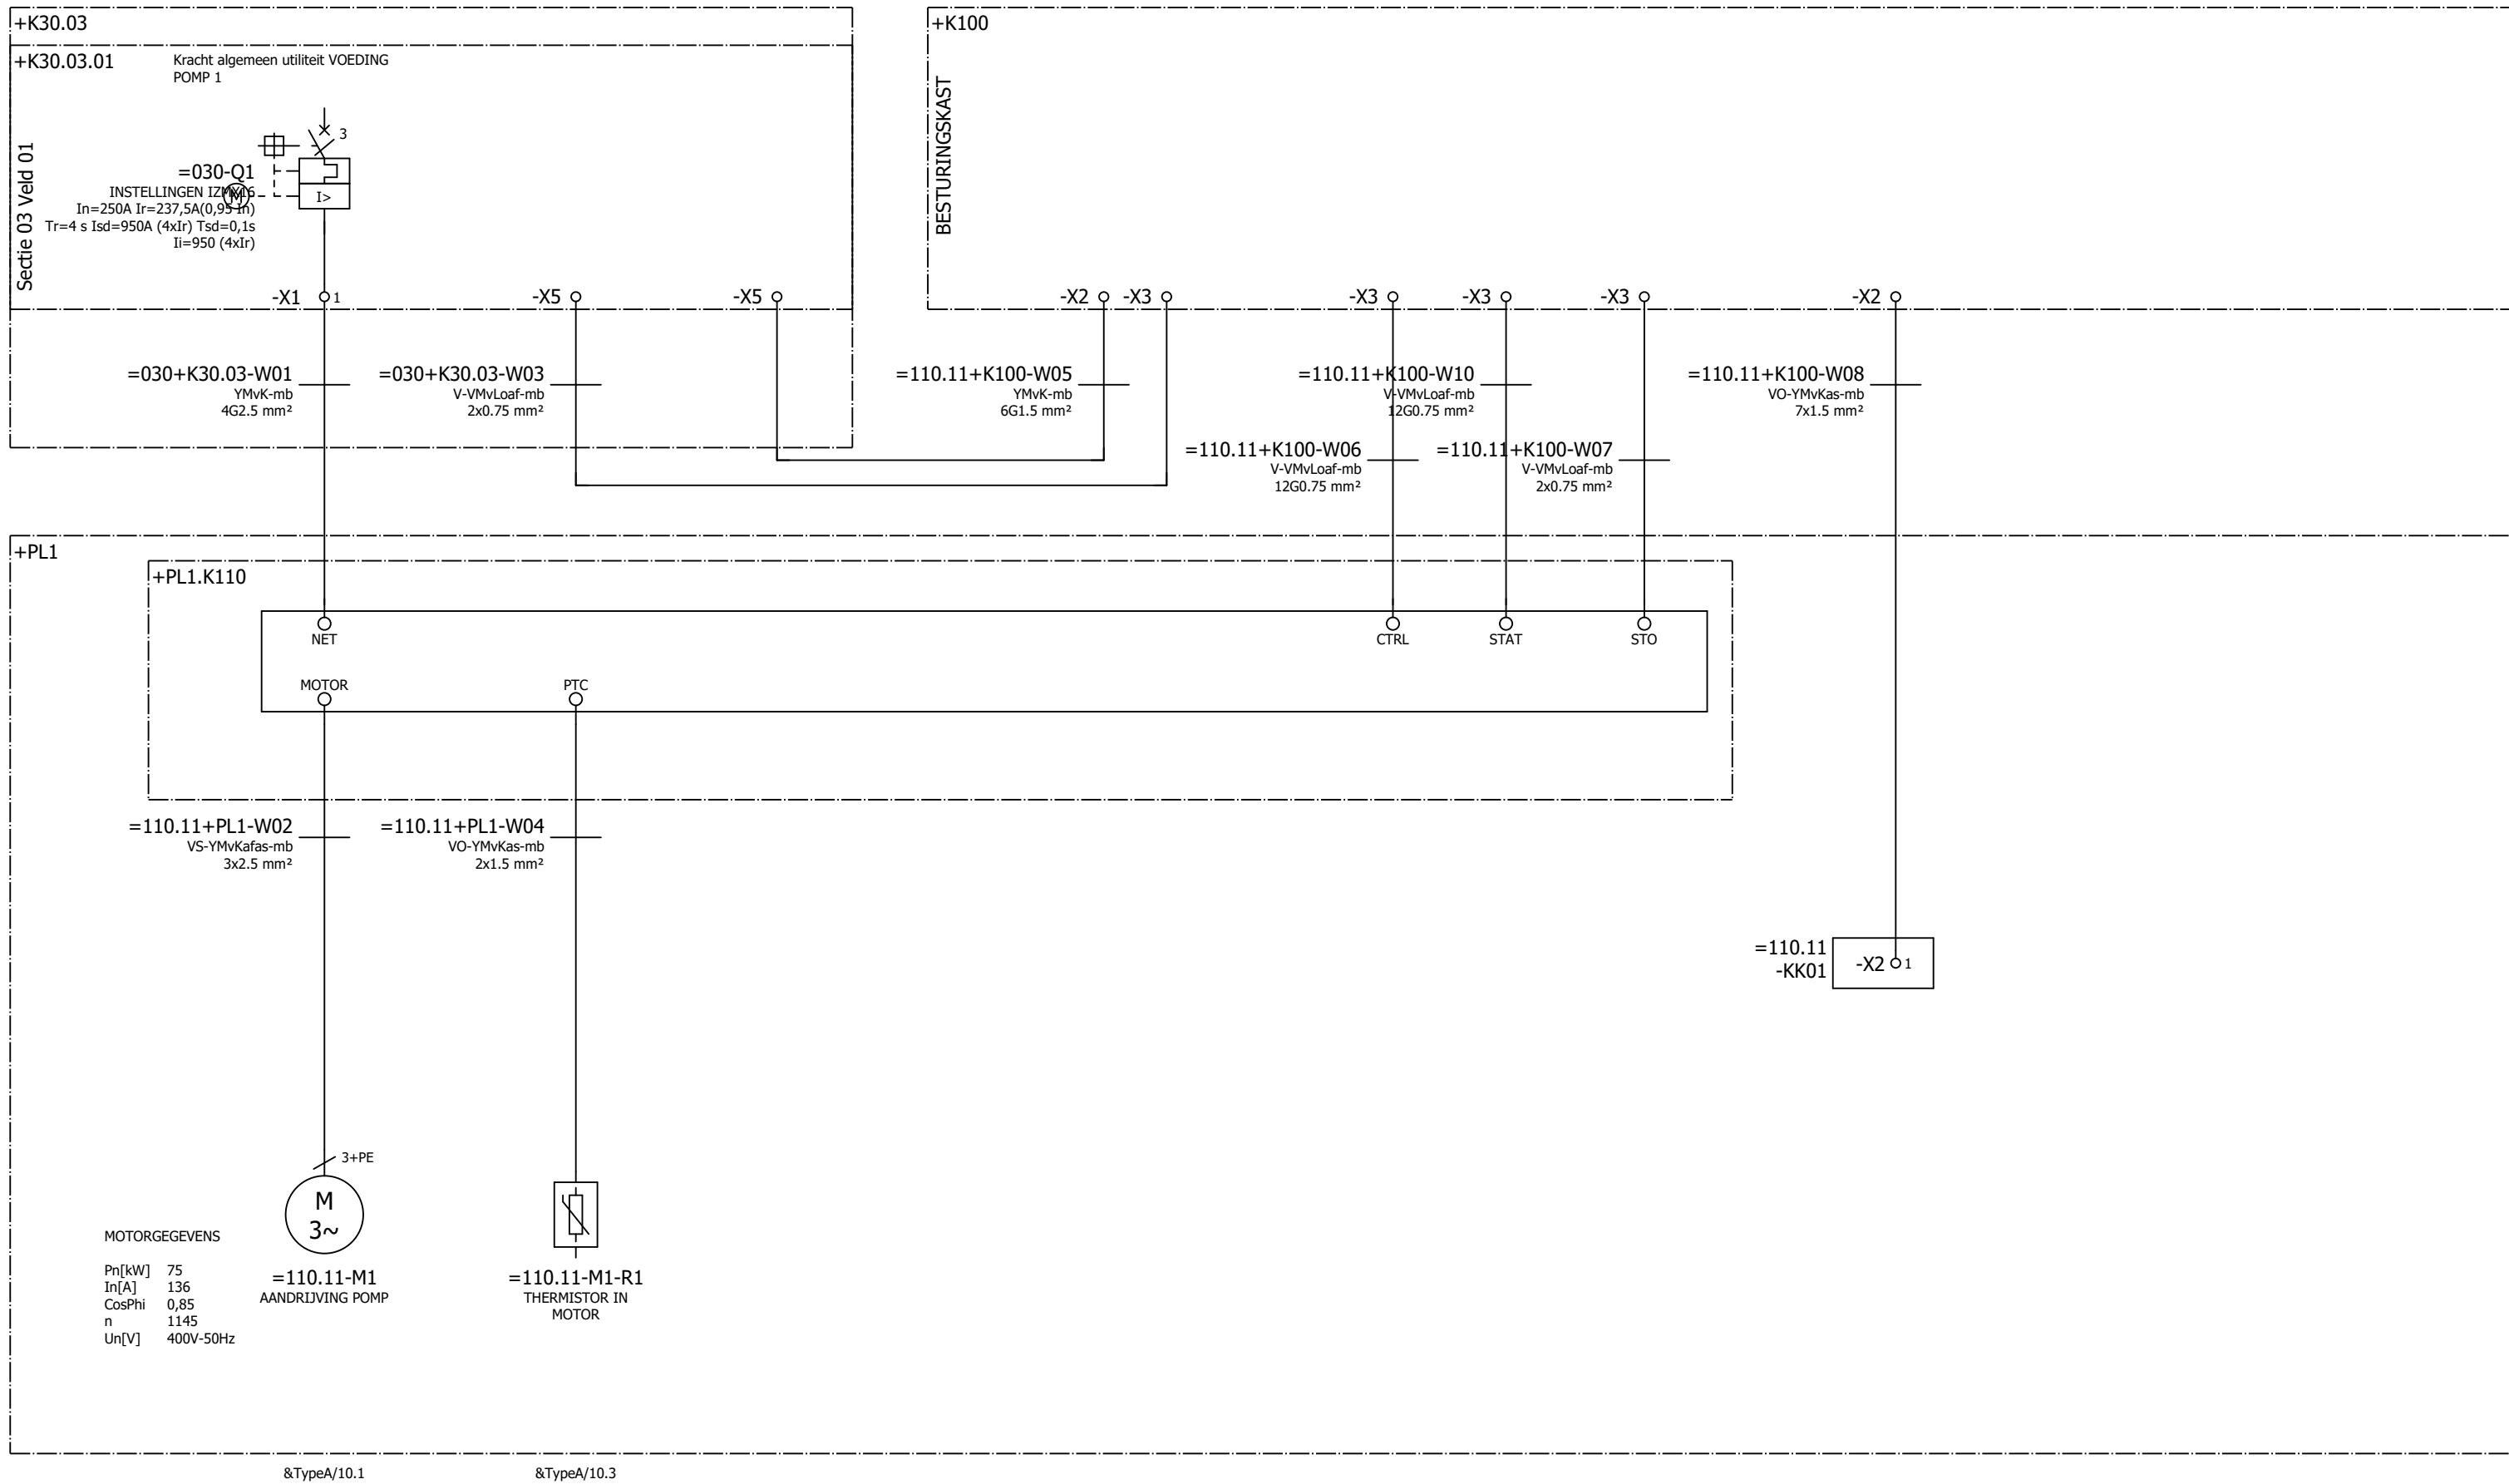 +K30.03
+K30.03.01
Kracht algemeen utiliteit VOEDING
POMP 1
Sectie 03 Veld 01
3
=030-Q1
INSTELLINGEN IZMX16
In=250A Ir=237,5A(0,95 In)
Tr=4 s Isd=950A (4xIr) Tsd=0,1s
Ii=950 (4xIr)
M
I>
-X1 1
-X5
-X5
+K100
BESTURINGSKAST
-X2
-X3
-X3
-X3
-X3
-X2
=030+K30.03-W01
YMvK-mb
4G2.5 mm²
=030+K30.03-W03
V-VMvLoaf-mb
2x0.75 mm²
=110.11+K100-W05
YMvK-mb
6G1.5 mm²
=110.11+K100-W10
V-VMvLoaf-mb
12G0.75 mm²
=110.11+K100-W08
VO-YMvKas-mb
7x1.5 mm²
=110.11+K100-W06
V-VMvLoaf-mb
12G0.75 mm²
=110.11+K100-W07
V-VMvLoaf-mb
2x0.75 mm²
+PL1
+PL1.K110
NET
CTRL
STAT
STO
MOTOR
PTC
=110.11+PL1-W02
VS-YMvKafas-mb
3x2.5 mm²
=110.11+PL1-W04
VO-YMvKas-mb
2x1.5 mm²
=110.11
-KK01
-X2 1
3+PE
M
3~
MOTORGEGEVENS
Pn[kW] 75
In[A] 136
CosPhi 0,85
n 1145
Un[V] 400V-50Hz
=110.11-M1
AANDRIJVING POMP
=110.11-M1-R1
THERMISTOR IN
MOTOR
&TypeA/10.1
&TypeA/10.3